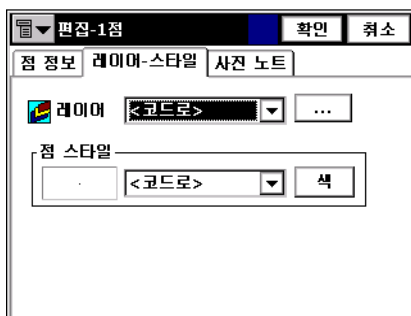 편집-1점 확인 취소
점 정보 레이어-스타일 사진 노트
레이어 <코드로> ...
점 스타일
<코드로> 색